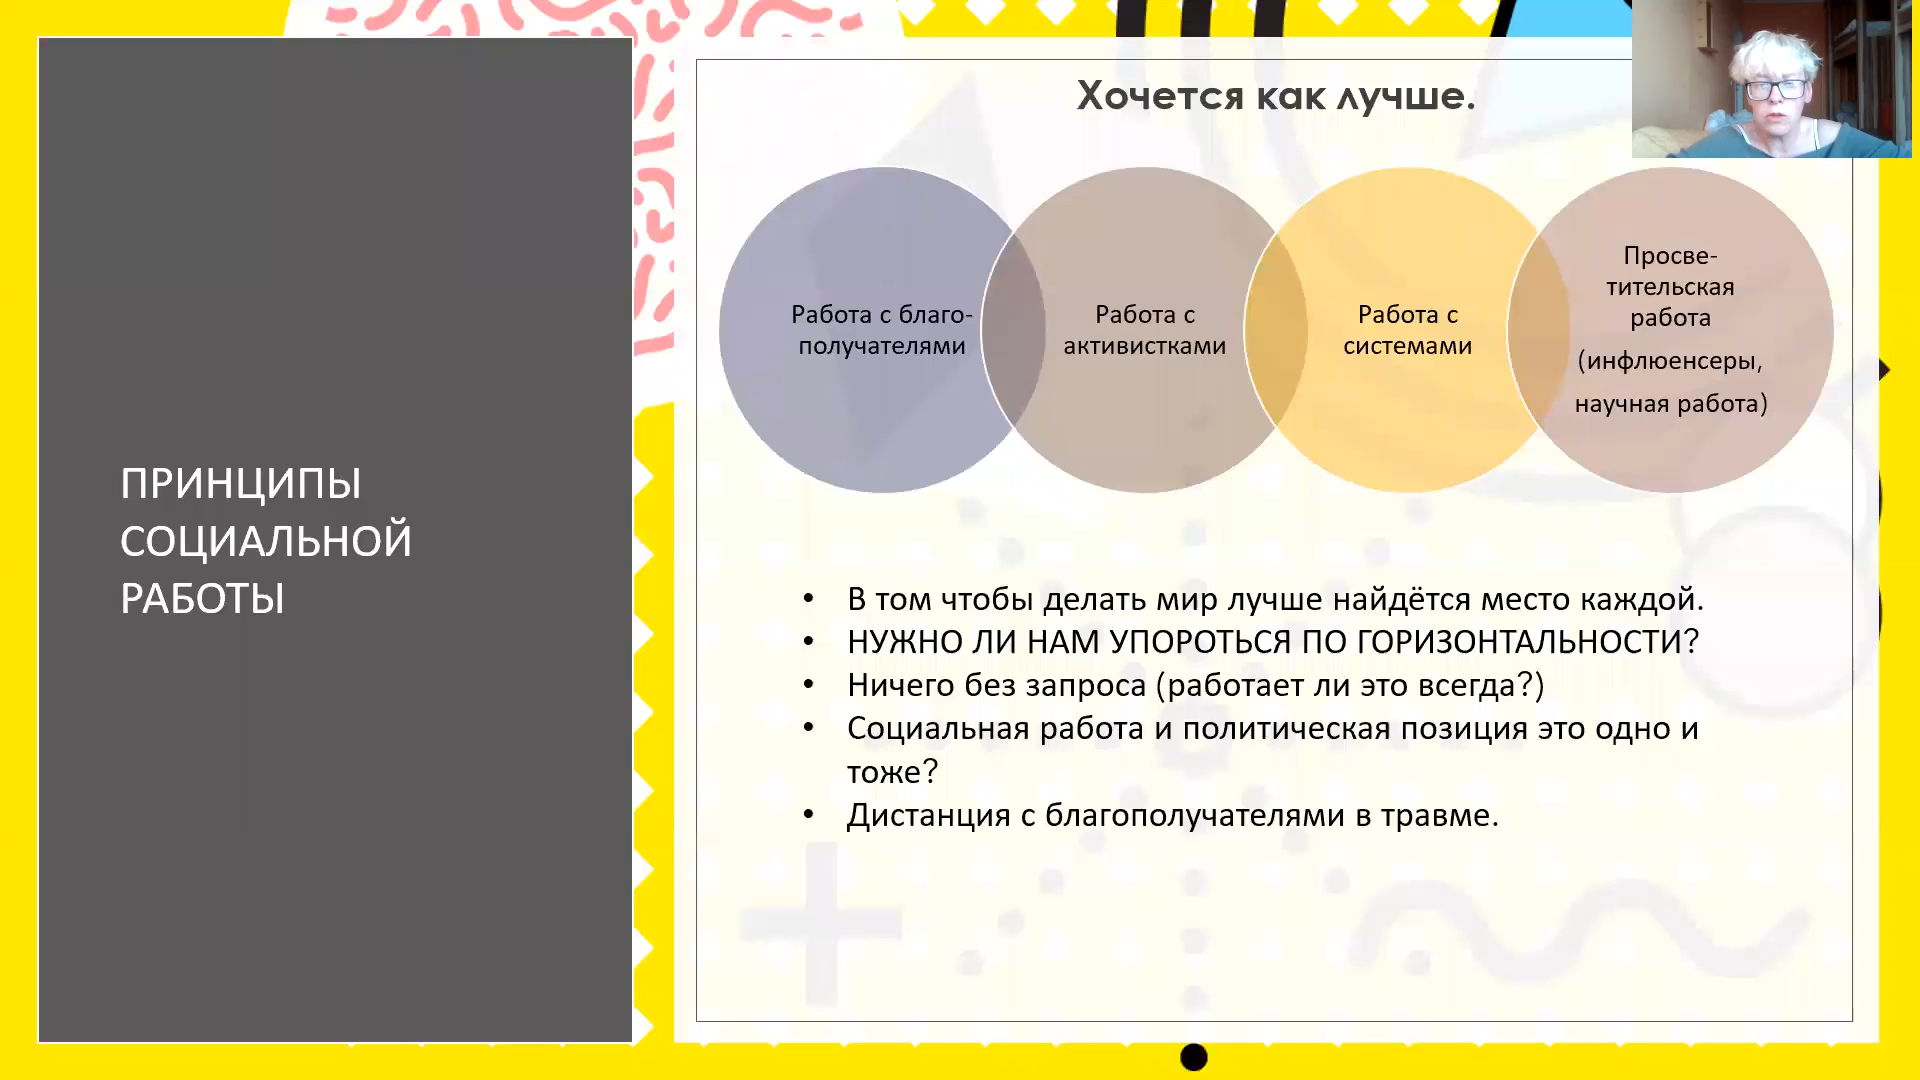 ПРИНЦИПЫ
СОЦИАЛЬНОЙ
РАБОТЫ
Хочется как лучше.
Работа с благо-
получателями
Работа с
активистками
Работа с
системами
Просве-
тительская
работа
(инфлюенсеры,
научная работа)
• В том чтобы делать мир лучше найдётся место каждой.
• НУЖНО ЛИ НАМ УПОРОТЬСЯ ПО ГОРИЗОНТАЛЬНОСТИ?
• Ничего без запроса (работает ли это всегда?)
• Социальная работа и политическая позиция это одно и
тоже?
• Дистанция с благополучателями в травме.